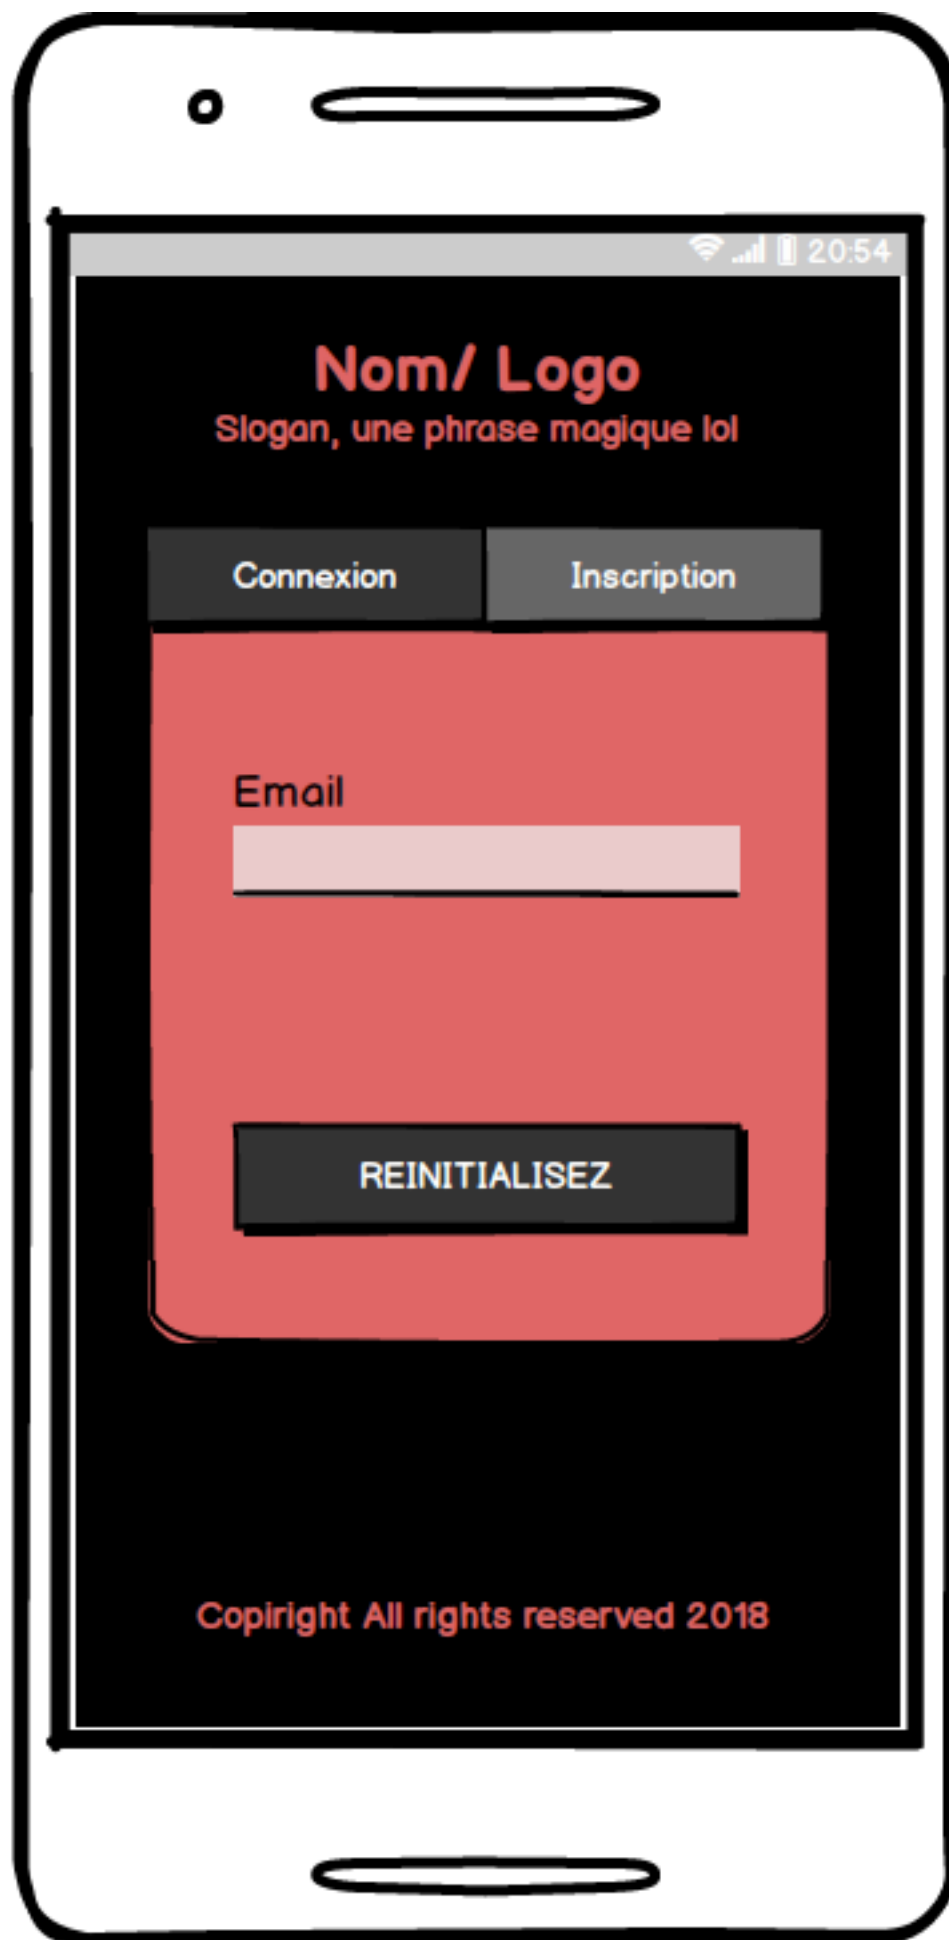 20:54
Nom/ Logo
Slogan, une phrase magique lol
Connexion Inscription
Email
REINITIALISEZ
Copiright All rights reserved 2018